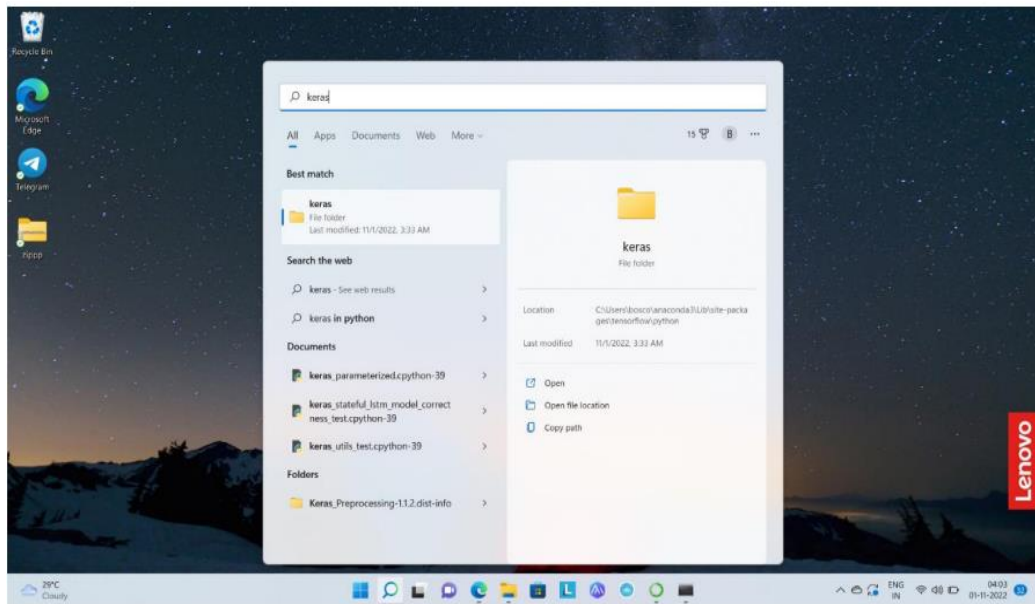 Recycle Bin
Microsoft
Edge
Telegram
zippp
keras
All Apps Documents Web More
15 B ...
Best match
keras
File folder
Last modified: 11/1/2022, 3:33 AM
Search the web
keras - See web results
keras in python
Documents
keras_parameterized.cpython-39
keras_stateful_lstm_model_correct
ness_test.cpython-39
keras_utils_test.cpython-39
Folders
Keras_Preprocessing-1.1.2.dist-info
keras
File folder
Location C:\Users\bosco\anaconda3\Lib\site-packa
ges\tensorflow\python
Last modified 11/1/2022, 3:33 AM
Open
Open file location
Copy path
Lenovo
29°C
Cloudy
L
ENG
IN
04:03
01-11-2022